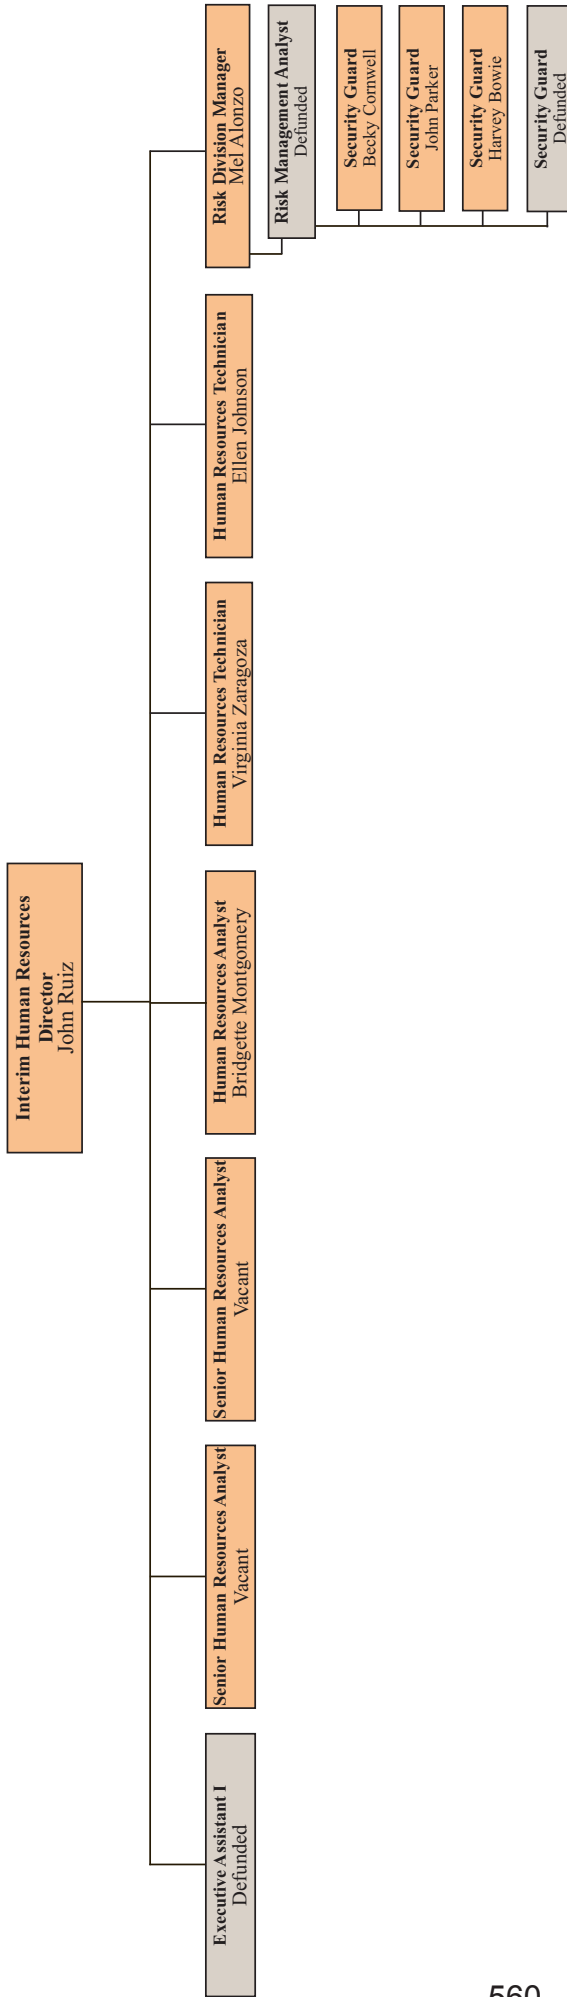 Interim Human Resources
Director
John Ruiz
Executive Assistant I
Defunded
Senior Human Resources Analyst
Vacant
Senior Human Resources Analyst
Vacant
Human Resources Analyst
Bridgette Montgomery
Human Resources Technician
Virginia Zaragoza
Human Resources Technician
Ellen Johnson
Risk Division Manager
Mel Alonzo
Risk Management Analyst
Defunded
Security Guard
Becky Cornwell
Security Guard
John Parker
Security Guard
Harvey Bowie
Security Guard
Defunded
560